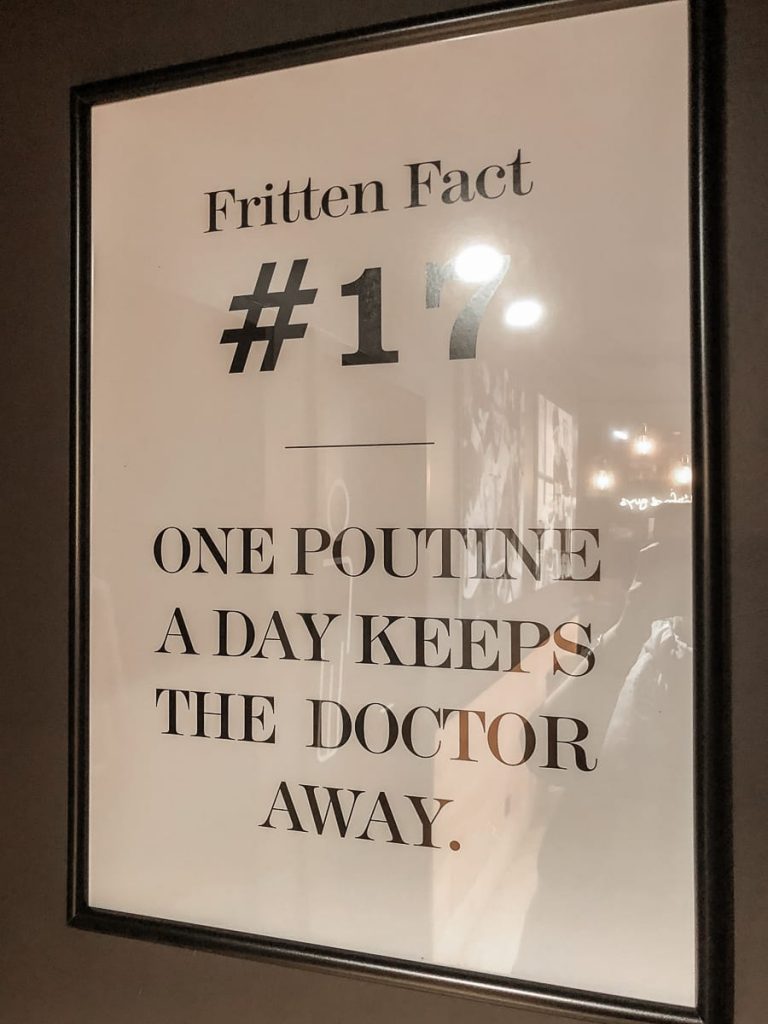 Fritten Fact
#17
ONE POUTINE
A DAY KEEPS
THE DOCTOR
AWAY.